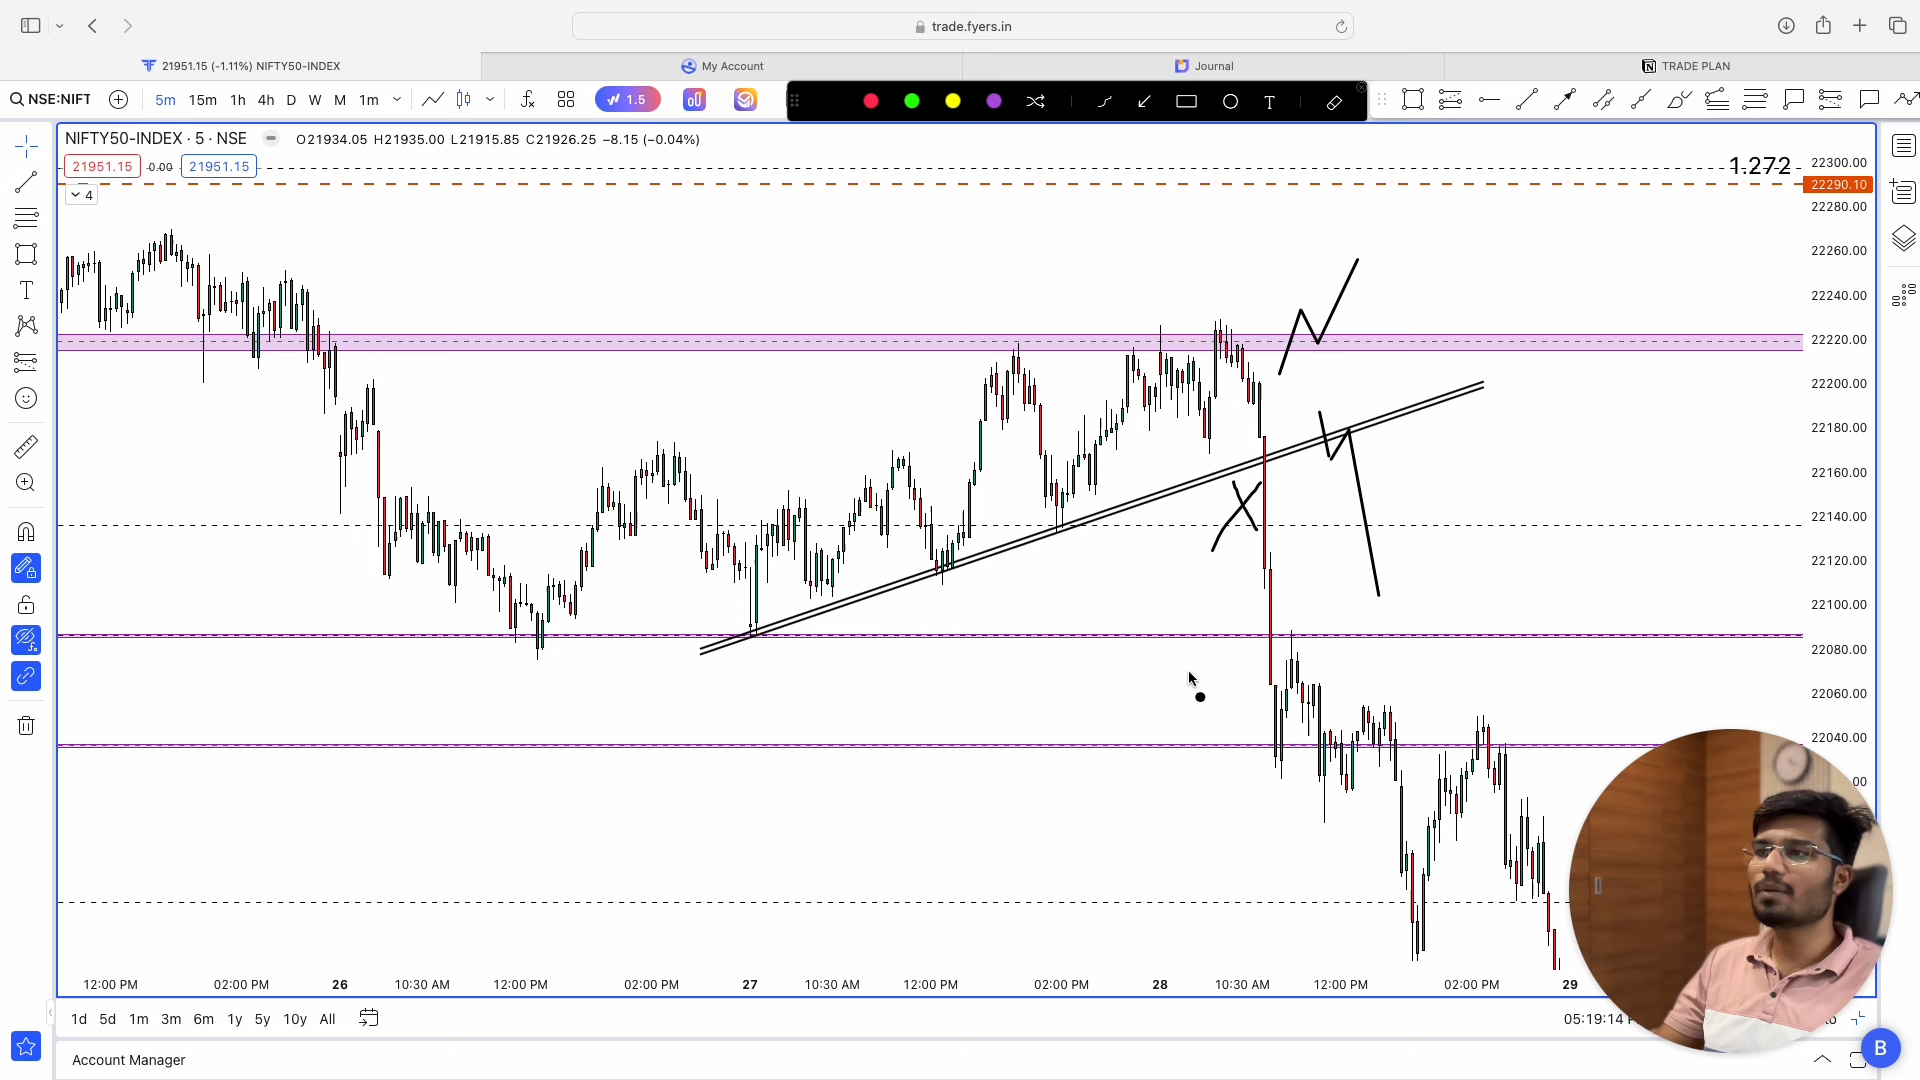 trade.fyers.in
21951.15 (-1.11%) NIFTY50-INDEX
My Account
Journal
TRADE PLAN
NSE:NIFT
5m 15m 1h 4h D W M 1m
1.5
T
NIFTY50-INDEX · 5 · NSE
O21934.05 H21935.00 L21915.85 C21926.25 −8.15 (−0.04%)
21951.15 0.00 21951.15
4
1.272
22300.00
22290.10
22280.00
22260.00
22240.00
22220.00
22200.00
22180.00
22160.00
22140.00
22120.00
22100.00
22080.00
22060.00
22040.00
12:00 PM 02:00 PM 26 10:30 AM 12:00 PM 02:00 PM 27 10:30 AM 12:00 PM 02:00 PM 28 10:30 AM 12:00 PM 02:00 PM 29
1d 5d 1m 3m 6m 1y 5y 10y All
05:19:14
Account Manager
B